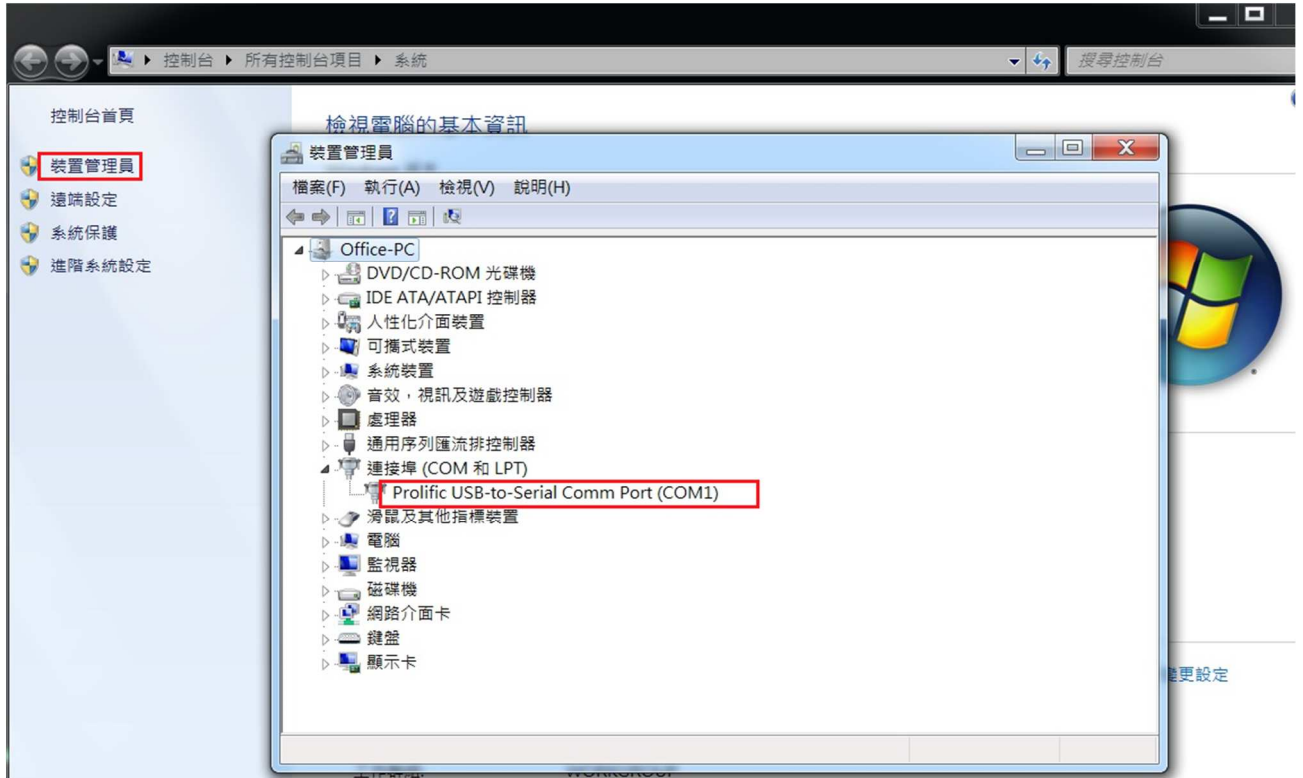 控制台 ▸ 所有控制台項目 ▸ 系統
搜尋控制台
控制台首頁
裝置管理員
遠端設定
系統保護
進階系統設定
檢視電腦的基本資訊
裝置管理員
檔案(F) 執行(A) 檢視(V) 說明(H)
Office-PC
DVD/CD-ROM 光碟機
IDE ATA/ATAPI 控制器
人性化介面裝置
可攜式裝置
系統裝置
音效，視訊及遊戲控制器
處理器
通用序列匯流排控制器
連接埠 (COM 和 LPT)
Prolific USB-to-Serial Comm Port (COM1)
滑鼠及其他指標裝置
電腦
監視器
磁碟機
網路介面卡
鍵盤
顯示卡
變更設定
WORKGROUP